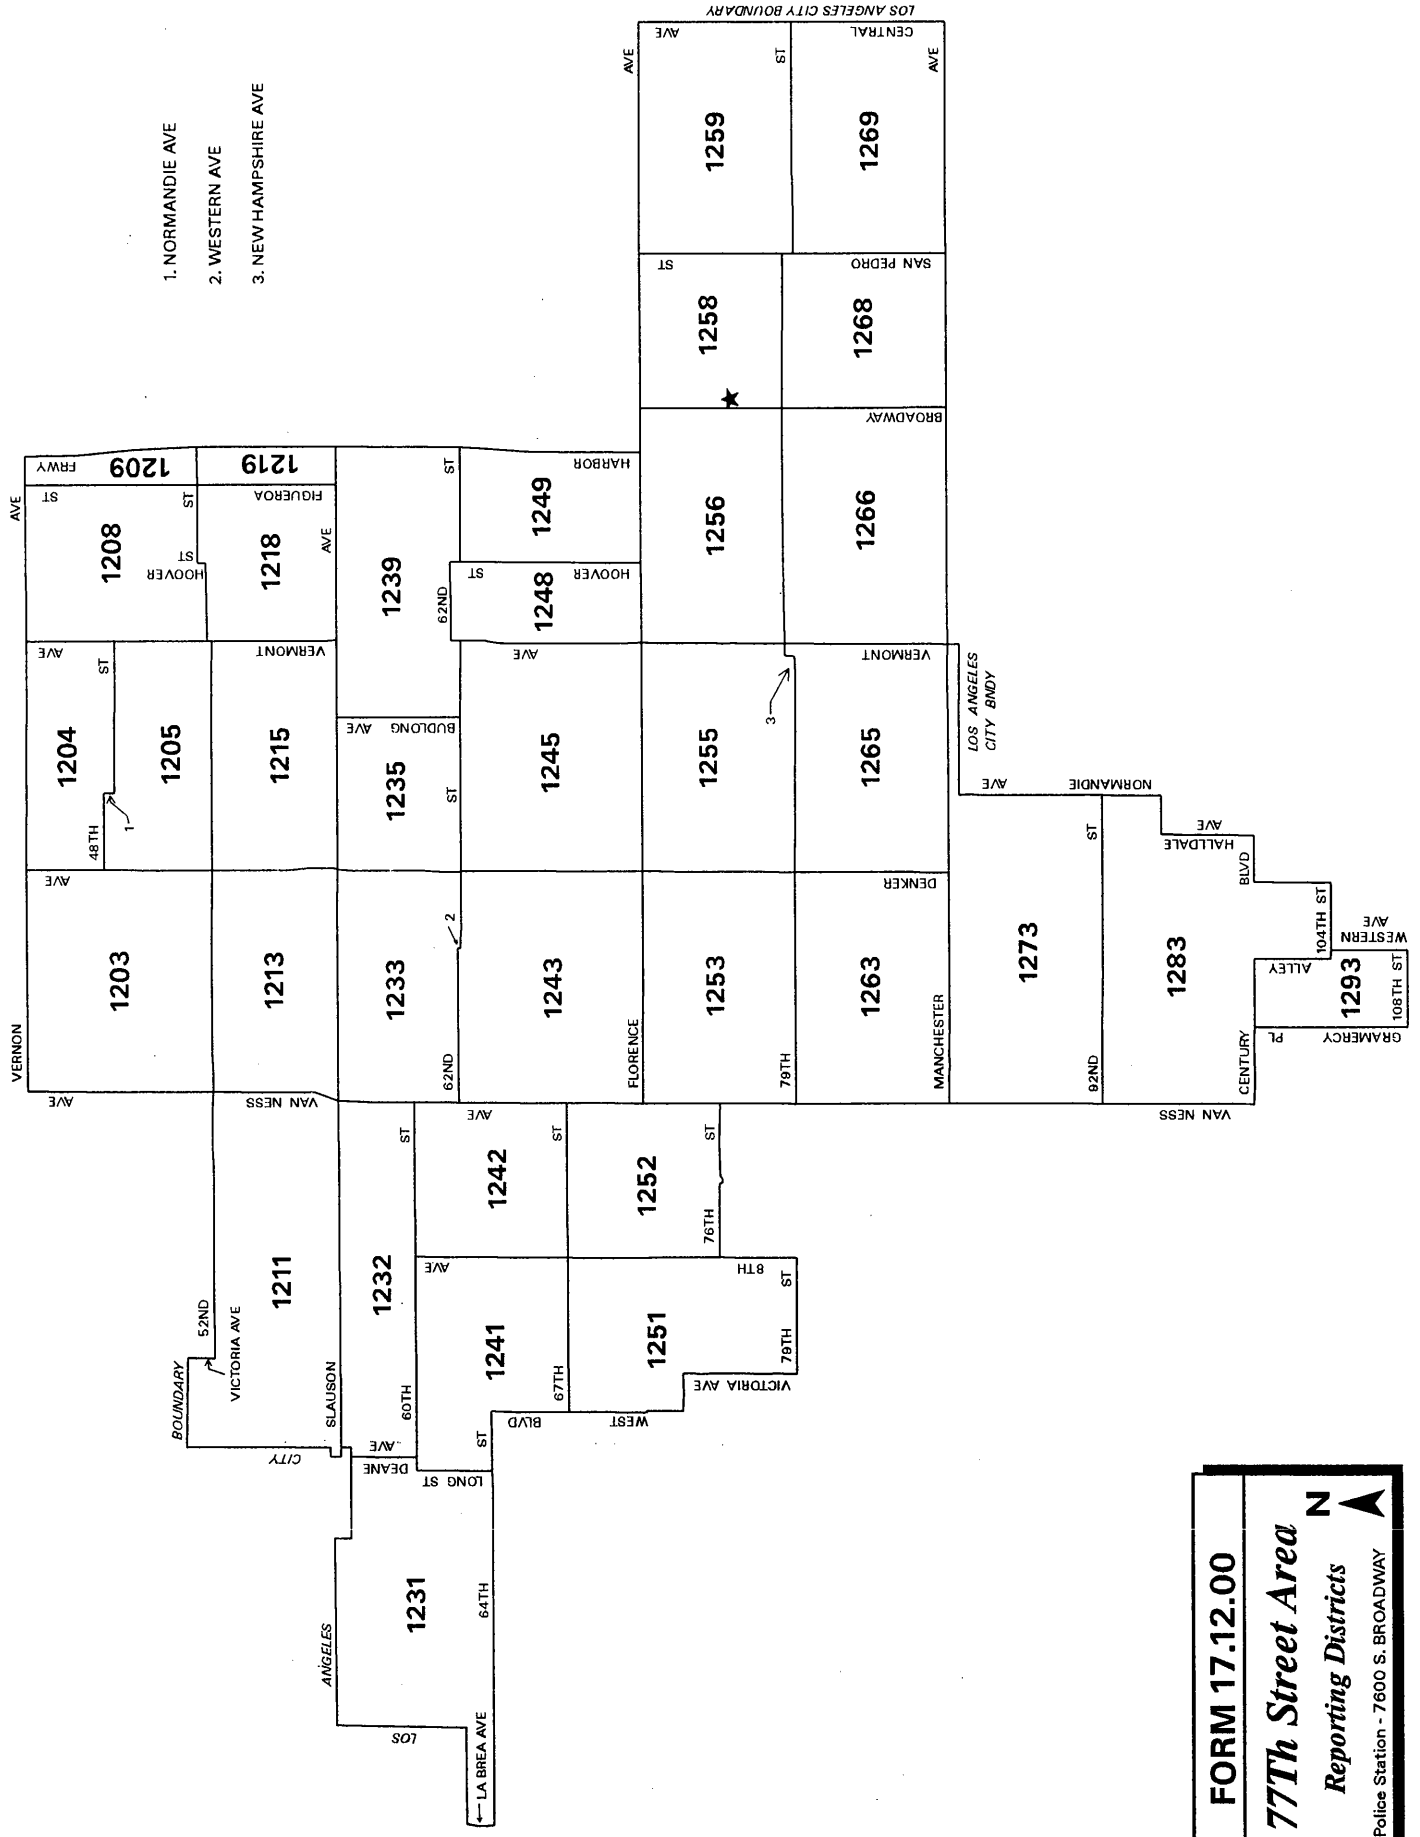 LOS ANGELES CITY BOUNDARY
1. NORMANDIE AVE
2. WESTERN AVE
3. NEW HAMPSHIRE AVE
VERNON
AVE
AVE
1203
AVE
1204
AVE
48TH
ST
1
1205
1208
ST
HOOVER
ST
ST
1209
FRWY
BOUNDARY
52ND
VICTORIA AVE
CITY
1211
VAN NESS
1213
1215
VERMONT
1218
FIGUEROA
1219
SLAUSON
AVE
ANGELES
LOS
1231
DEANE
AVE
1232
60TH
ST
1233
62ND
2
1235
BUDLONG
AVE
ST
1239
62ND
ST
LONG ST
64TH
ST
LA BREA AVE
1241
AVE
1242
AVE
1243
1245
AVE
1248
HOOVER
ST
1249
HARBOR
BLVD
67TH
ST
WEST
1251
VICTORIA AVE
79TH
ST
8TH
1252
76TH
ST
FLORENCE
AVE
1253
1255
3
1256
1258
ST
1259
AVE
ST
79TH
1263
DENKER
1265
VERMONT
1266
BROADWAY
1268
SAN PEDRO
1269
CENTRAL
MANCHESTER
AVE
LOS ANGELES
CITY BNDY
1273
AVE
NORMANDIE
92ND
ST
1283
HALLDALE
AVE
VAN NESS
CENTURY
BLVD
GRAMERCY
PL
1293
ALLEY
104TH ST
WESTERN
AVE
108TH ST
FORM 17.12.00
77Th Street Area
Reporting Districts
N
Police Station - 7600 S. BROADWAY